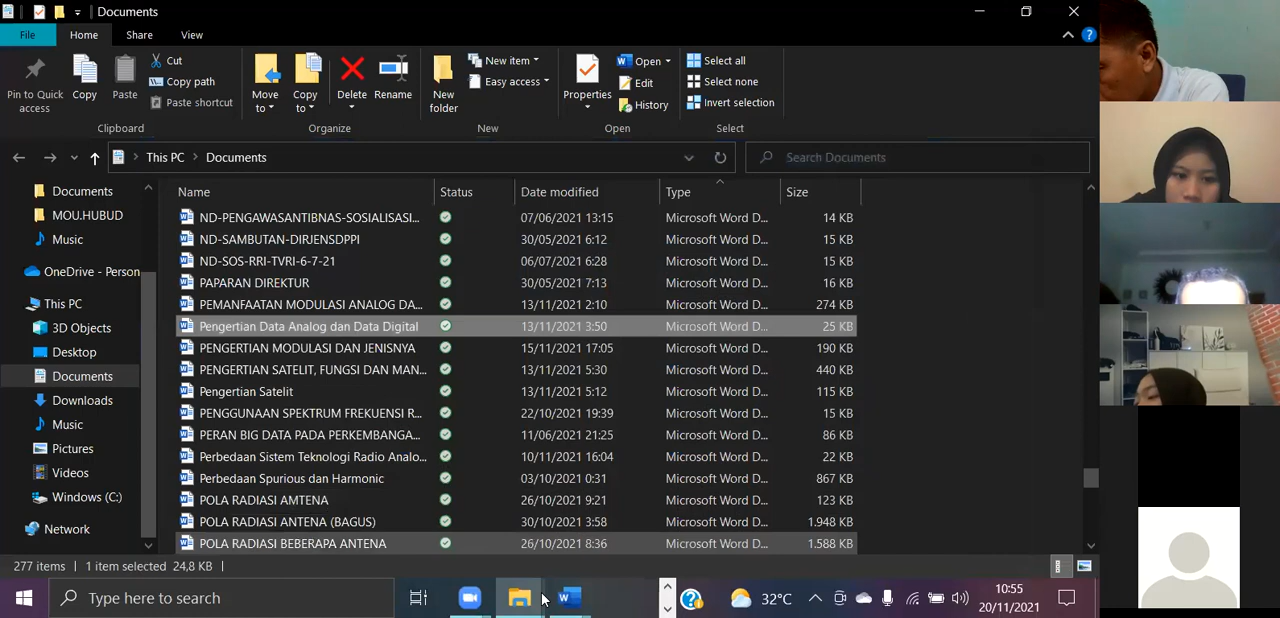 Documents
File Home Share View
Pin to Quick access
Copy
Paste
Cut
Copy path
Paste shortcut
Clipboard
Move to
Copy to
Delete
Rename
Organize
New folder
New item
Easy access
New
Properties
Open
Edit
History
Open
Select all
Select none
Invert selection
Select
This PC Documents
Search Documents
Documents
MOU.HUBUD
Music
OneDrive - Person
This PC
3D Objects
Desktop
Documents
Downloads
Music
Pictures
Videos
Windows (C:)
Network
Name Status Date modified Type Size
ND-PENGAWASANTIBNAS-SOSIALISASI... 07/06/2021 13:15 Microsoft Word D... 14 KB
ND-SAMBUTAN-DIRJENSDPPI 30/05/2021 6:12 Microsoft Word D... 15 KB
ND-SOS-RRI-TVRI-6-7-21 06/07/2021 6:28 Microsoft Word D... 15 KB
PAPARAN DIREKTUR 30/05/2021 7:13 Microsoft Word D... 16 KB
PEMANFAATAN MODULASI ANALOG DA... 13/11/2021 2:10 Microsoft Word D... 274 KB
Pengertian Data Analog dan Data Digital 13/11/2021 3:50 Microsoft Word D... 25 KB
PENGERTIAN MODULASI DAN JENISNYA 15/11/2021 17:05 Microsoft Word D... 190 KB
PENGERTIAN SATELIT, FUNGSI DAN MAN... 13/11/2021 5:30 Microsoft Word D... 440 KB
Pengertian Satelit 13/11/2021 5:12 Microsoft Word D... 115 KB
PENGGUNAAN SPEKTRUM FREKUENSI R... 22/10/2021 19:39 Microsoft Word D... 15 KB
PERAN BIG DATA PADA PERKEMBANGA... 11/06/2021 21:25 Microsoft Word D... 86 KB
Perbedaan Sistem Teknologi Radio Analo... 10/11/2021 16:04 Microsoft Word D... 22 KB
Perbedaan Spurious dan Harmonic 03/10/2021 0:31 Microsoft Word D... 867 KB
POLA RADIASI AMTENA 26/10/2021 9:21 Microsoft Word D... 123 KB
POLA RADIASI ANTENA (BAGUS) 30/10/2021 3:58 Microsoft Word D... 1.948 KB
POLA RADIASI BEBERAPA ANTENA 26/10/2021 8:36 Microsoft Word D... 1.588 KB
277 items 1 item selected 24,8 KB
Type here to search
32°C
10:55
20/11/2021